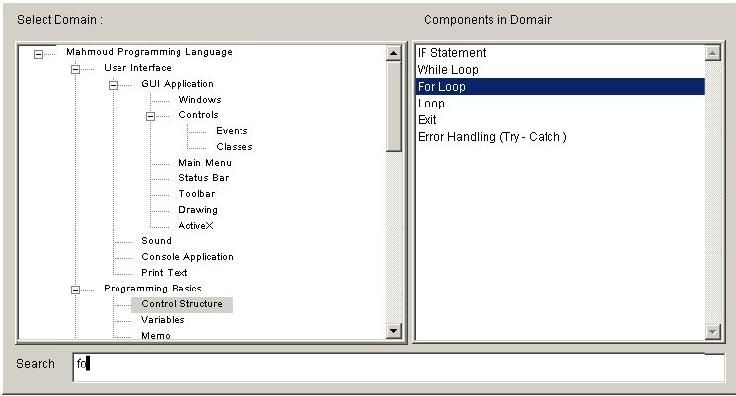 Select Domain :
Components in Domain
Mahmoud Programming Language
User Interface
GUI Application
Windows
Controls
Events
Classes
Main Menu
Status Bar
Toolbar
Drawing
ActiveX
Sound
Console Application
Print Text
Programming Basics
Control Structure
Variables
Memo
IF Statement
While Loop
For Loop
Loop
Exit
Error Handling (Try - Catch )
Search
fo